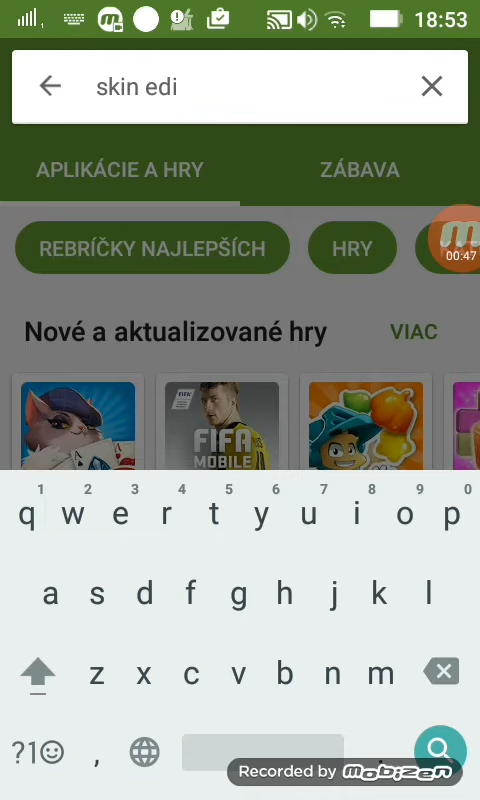 18:53
skin edi
APLIKÁCIE A HRY
ZÁBAVA
REBRÍČKY NAJLEPŠÍCH
HRY
00:47
Nové a aktualizované hry
VIAC
FIFA
FIFA
MOBILE
1 2 3 4 5 6 7 8 9 0
q w e r t y u i o p
a s d f g h j k l
z x c v b n m
?1☺ , .
Recorded by Mobizen